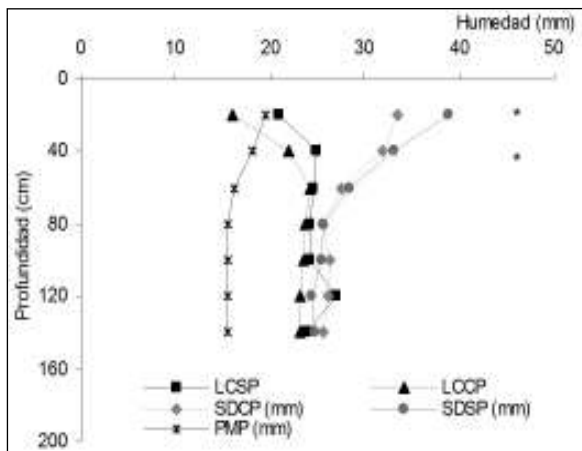 Humedad (mm)
0 10 20 30 40 50
0
40
80
120
160
200
Profundidad (cm)
LCSP LCCP
SDCP (mm) SDSP (mm)
PMP (mm)
* 
*